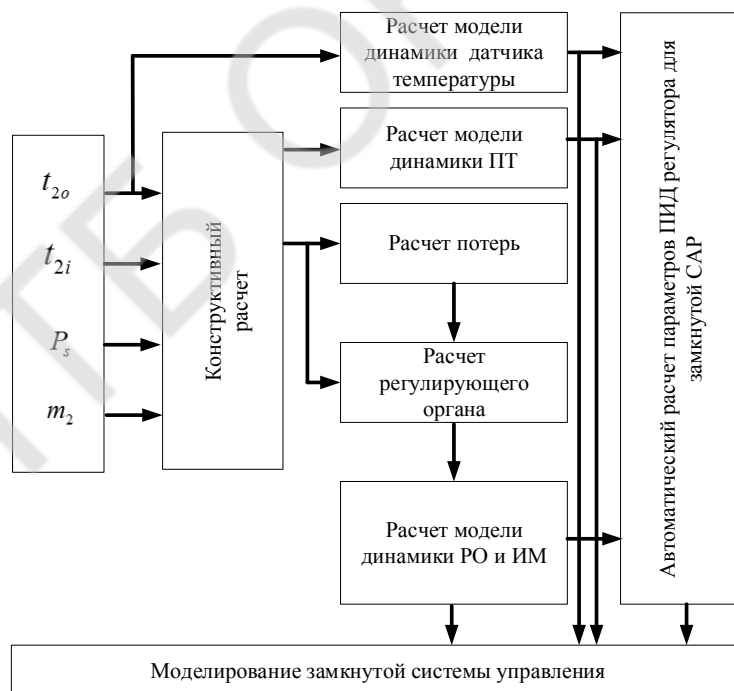 Расчет модели
динамики датчика
температуры
Расчет модели
динамики ПТ
Расчет потерь
Расчет
регулирующего
органа
Расчет модели
динамики РО и ИМ
t2o
t2i
Ps
m2
Конструктивный
расчет
Автоматический расчет параметров ПИД регулятора для
замкнутой САР
Моделирование замкнутой системы управления